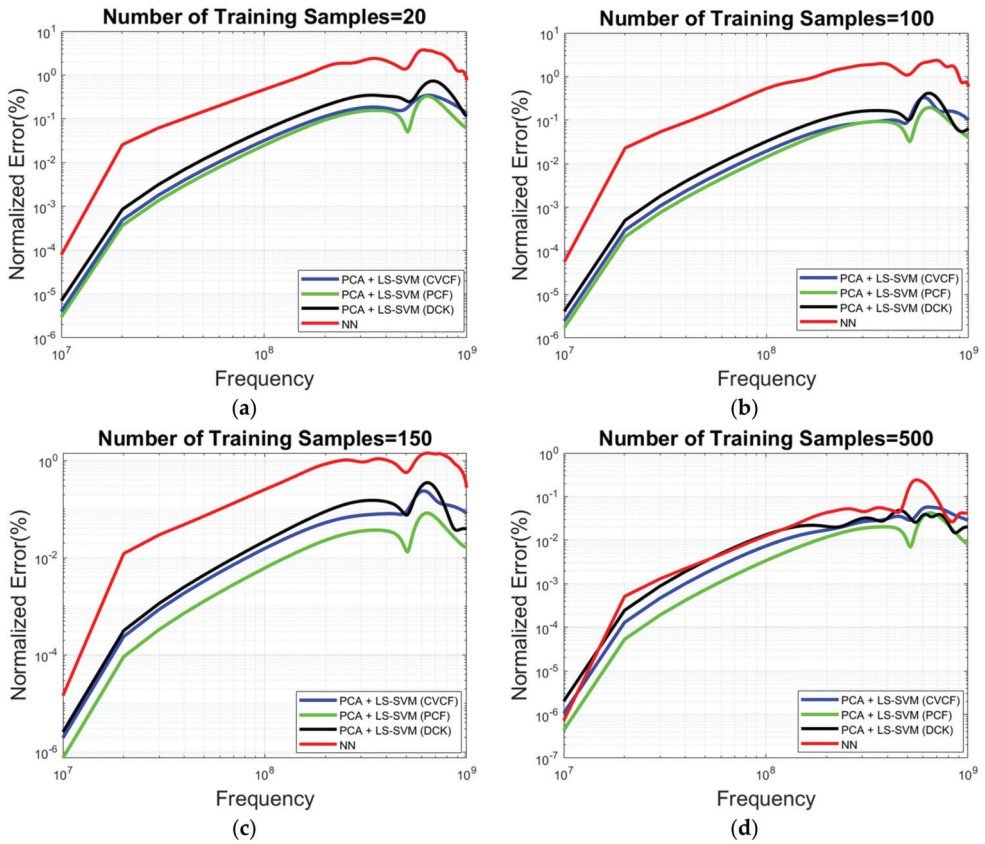 Number of Training Samples=20
10^1
10^0
10^-1
10^-2
10^-3
10^-4
10^-5
10^-6
Normalized Error(%)
PCA + LS-SVM (CVCF)
PCA + LS-SVM (PCF)
PCA + LS-SVM (DCK)
NN
10^7
10^8
10^9
Frequency
(a)
Number of Training Samples=100
10^1
10^0
10^-1
10^-2
10^-3
10^-4
10^-5
10^-6
Normalized Error(%)
PCA + LS-SVM (CVCF)
PCA + LS-SVM (PCF)
PCA + LS-SVM (DCK)
NN
10^7
10^8
10^9
Frequency
(b)
Number of Training Samples=150
10^0
10^-2
10^-4
10^-6
Normalized Error(%)
PCA + LS-SVM (CVCF)
PCA + LS-SVM (PCF)
PCA + LS-SVM (DCK)
NN
10^7
10^8
10^9
Frequency
(c)
Number of Training Samples=500
10^0
10^-1
10^-2
10^-3
10^-4
10^-5
10^-6
10^-7
Normalized Error(%)
PCA + LS-SVM (CVCF)
PCA + LS-SVM (PCF)
PCA + LS-SVM (DCK)
NN
10^7
10^8
10^9
Frequency
(d)